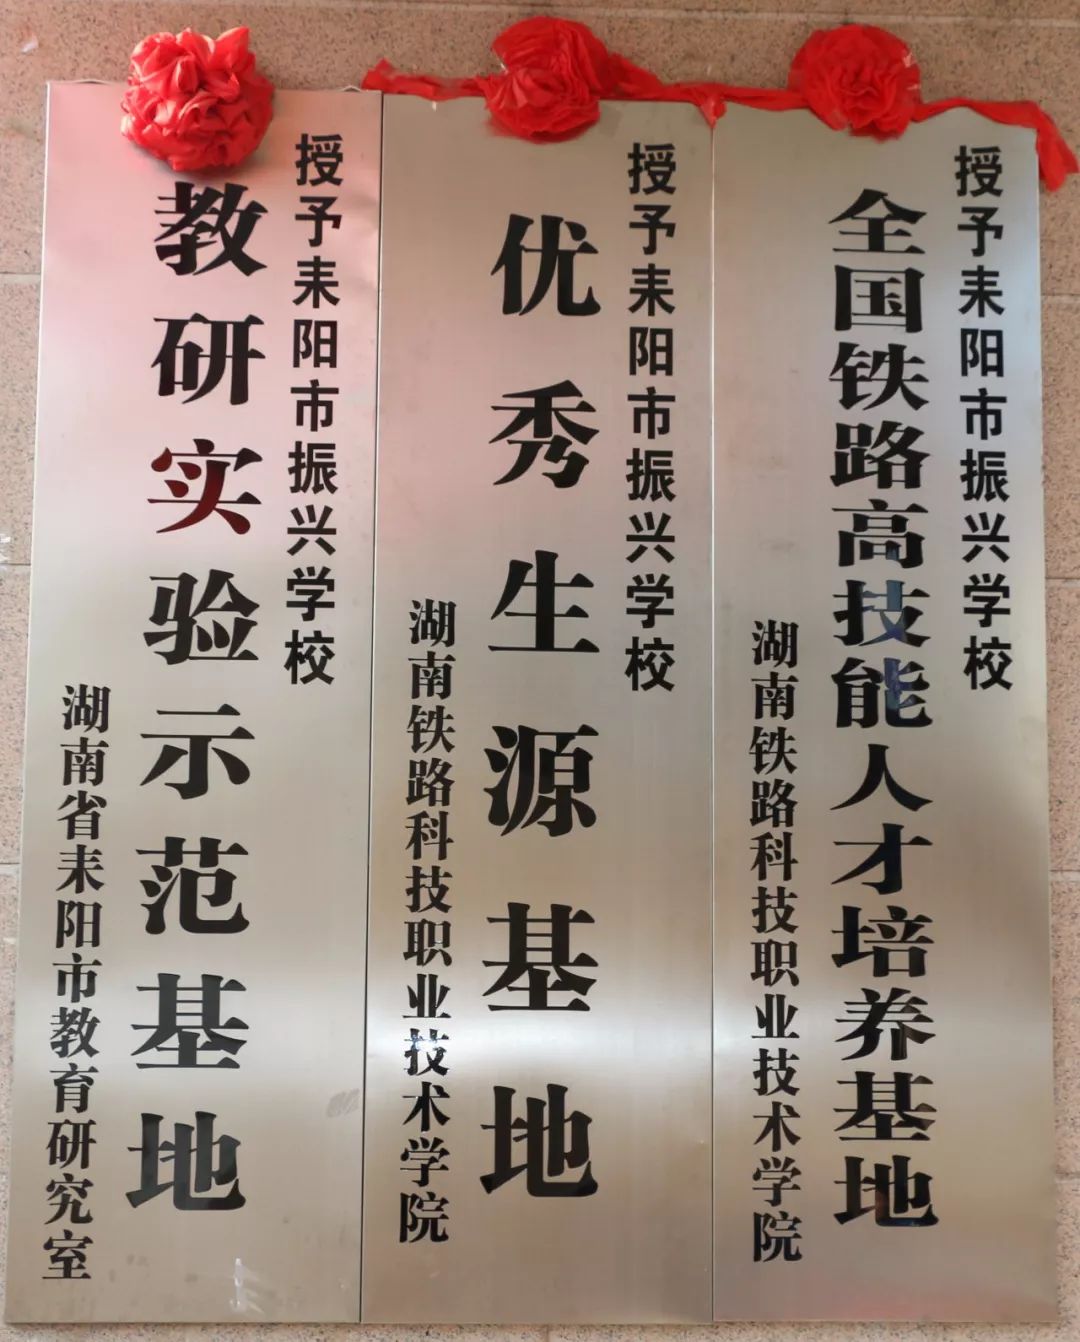 授予耒阳市振兴学校
全国铁路高技能人才培养基地
湖南铁路科技职业技术学院
授予耒阳市振兴学校
优秀生源基地
湖南铁路科技职业技术学院
授予耒阳市振兴学校
教研实验示范基地
湖南省耒阳市教育研究室